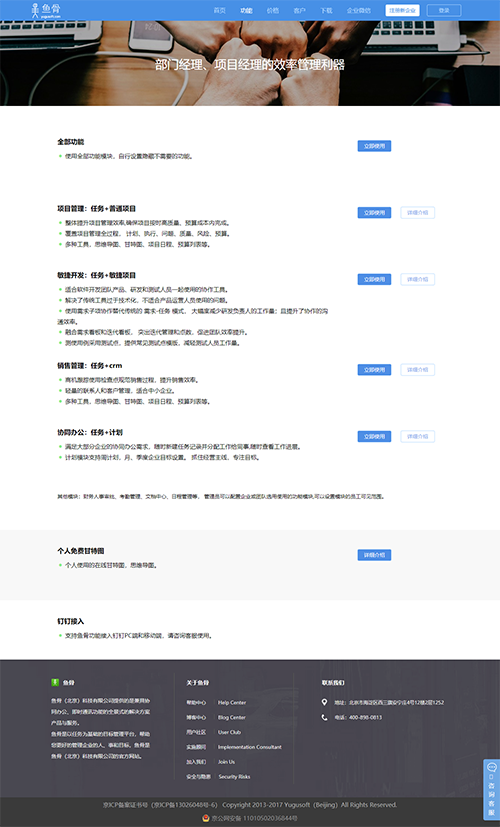 鱼骨
yugusoft.com
首页 功能 价格 客户 下载 企业微信 注册新企业 登录
部门经理、项目经理的效率管理利器
全部功能
立即使用
使用全部功能模块，自行设置隐藏不需要的功能。
项目管理：任务+普通项目
立即使用 详细介绍
整体提升项目管理效率,确保项目按时高质量、预算成本内完成。
覆盖项目管理全过程， 计划、执行、问题、质量、风险、预算。
多种工具、思维导图、甘特图、项目日程、预算列表等。
敏捷开发：任务+敏捷项目
立即使用 详细介绍
适合软件开发团队产品、研发和测试人员一起使用的协作工具。
解决了传统工具过于技术化、不适合产品运营人员使用的问题。
使用需求子项协作替代传统的 需求-任务 模式， 大幅度减少研发负责人的工作量；且提升了协作的沟
通效率。
融合需求看板和迭代看板， 突出迭代管理和点数，促进团队效率提升。
测使用例采用测试点，提供常见测试点模版，减轻测试人员工作量。
销售管理：任务+crm
立即使用 详细介绍
商机跟踪使用检查点规范销售过程，提升销售效率。
轻量的联系人和客户管理，适合中小企业。
多种工具、思维导图、甘特图、项目日程、预算列表等。
协同办公：任务+计划
立即使用 详细介绍
满足大部分企业的协同办公需求，随时新建任务记录并分配工作给同事,随时查看工作进展。
计划模块支持周计划，月、季度企业目标设置。 抓住经营主线，专注目标。
其他模块：财务人事审批、考勤管理、文档中心、日程管理等， 管理员可以配置企业或团队选用使用的功能模块,可以设置模块的员工可见范围。
个人免费甘特图
详细介绍
个人使用的在线甘特图，思维导图。
钉钉接入
支持鱼骨功能接入钉钉PC端和移动端，请咨询客服使用。
鱼骨
鱼骨（北京）科技有限公司提供的是兼具协
同办公、即时通讯功能的全景式的解决方案
产品与服务。
鱼骨是以任务为基础的目标管理平台，帮助
您更好的管理企业的人、事和目标。鱼骨是
鱼骨（北京）科技有限公司的官方网站。
关于鱼骨
帮助中心 Help Center
博客中心 Blog Center
用户社区 User Club
实施顾问 Implementation Consultant
加入我们 Join Us
安全与隐患 Security Risks
联系我们
地址：北京市海淀区西三旗安宁庄4号12楼2层1252
电话：400-898-0813
在线客服
京ICP备案证书号（京ICP备13026048号-6） Copyright 2013-2017 Yugusoft（Beijing）All Rights Reserved.
京公网安备 11010502036844号